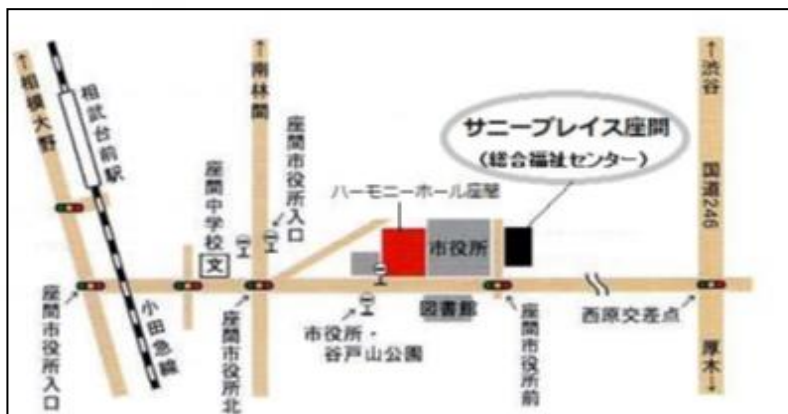 ←相模大野
相武台前駅
小田急線
座間市役所入口
座間中学校
文
←南林間
座間市役所入口
座間市役所北
ハーモニーホール座間
市役所
サニープレイス座間
(総合福祉センター)
市役所・
谷戸山公園
図書館
座間市役所前
西原交差点
←渋谷
国道246
厚木→